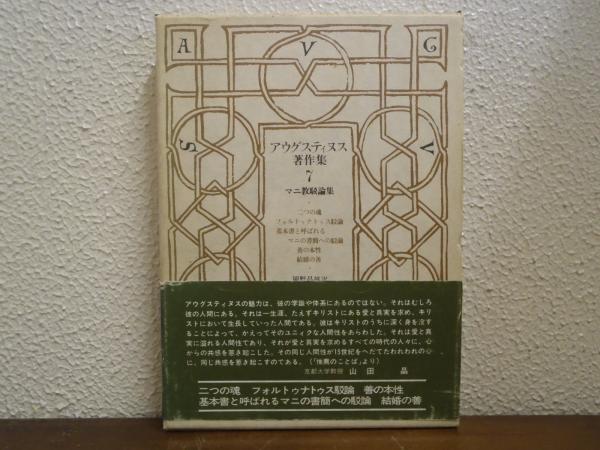 A V G
S A
アウグスティヌス
著作集
7
マニ教駁論集
二つの魂
フォルトゥナトゥス駁論
基本書と呼ばれる
マニの書簡への駁論
善の本性
結婚の善
岡野昌雄訳
アウグスティヌスの魅力は、彼の学説や体系にあるのではない。それはむしろ
彼の人間にある。それは一生涯、たえずキリストにある愛と真実を求め、キリ
ストにおいて生長していった人間である。彼はキリストのうちに深く身を没す
ることによって、かえってそのユニイクな人間性をあらわした。それは愛と真
実に溢れる人間性であり、それが愛と真実を求めるすべての時代の人々に、心
からの共感を惹き起こした。その同じ人間性が15世紀をへだてたわれわれの心
に、同じ共感を惹き起こすのである。(「推薦のことば」より)
京都大学教授 山田 晶
二つの魂 フォルトゥナトゥス駁論 善の本性
基本書と呼ばれるマニの書簡への駁論 結婚の善